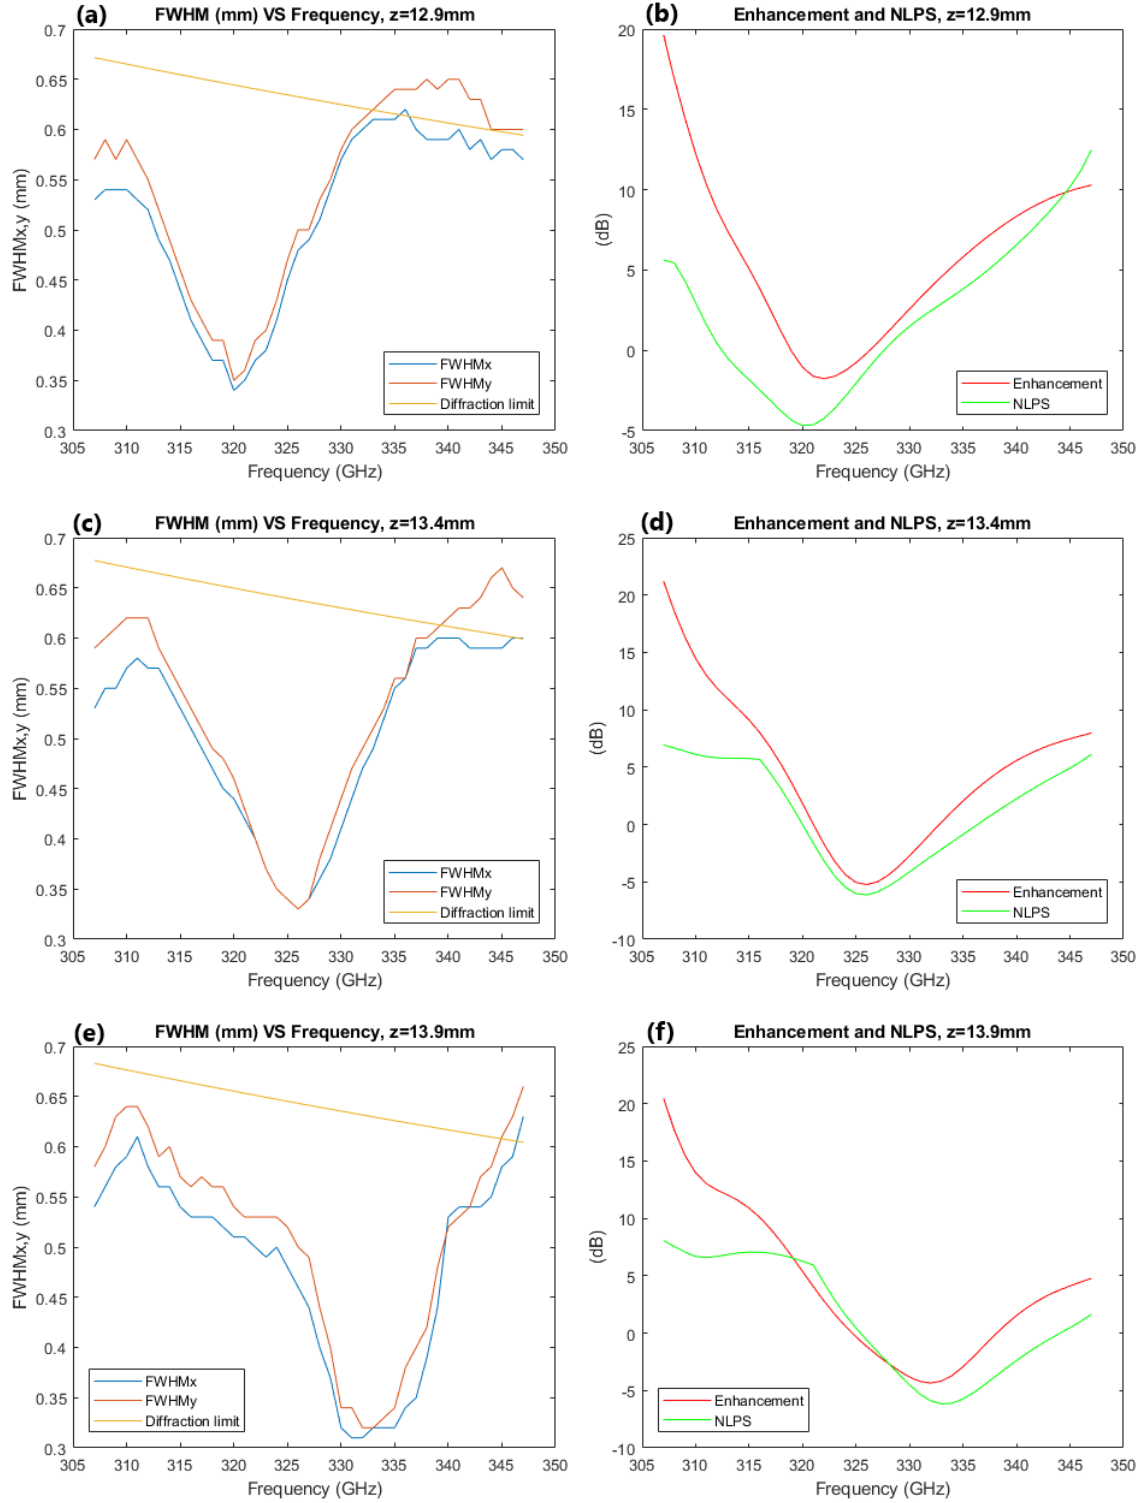 (a) FWHM (mm) VS Frequency, z=12.9mm
0.7
0.65
0.6
0.55
0.5
0.45
0.4
0.35
0.3
FWHMx,y (mm)
FWHMx
FWHMy
Diffraction limit
305 310 315 320 325 330 335 340 345 350
Frequency (GHz)
(b) Enhancement and NLPS, z=12.9mm
20
15
10
5
0
-5
(dB)
Enhancement
NLPS
305 310 315 320 325 330 335 340 345 350
Frequency (GHz)
(c) FWHM (mm) VS Frequency, z=13.4mm
0.7
0.65
0.6
0.55
0.5
0.45
0.4
0.35
0.3
FWHMx,y (mm)
FWHMx
FWHMy
Diffraction limit
305 310 315 320 325 330 335 340 345 350
Frequency (GHz)
(d) Enhancement and NLPS, z=13.4mm
25
20
15
10
5
0
-5
-10
(dB)
Enhancement
NLPS
305 310 315 320 325 330 335 340 345 350
Frequency (GHz)
(e) FWHM (mm) VS Frequency, z=13.9mm
0.7
0.65
0.6
0.55
0.5
0.45
0.4
0.35
0.3
FWHMx,y (mm)
FWHMx
FWHMy
Diffraction limit
305 310 315 320 325 330 335 340 345 350
Frequency (GHz)
(f) Enhancement and NLPS, z=13.9mm
25
20
15
10
5
0
-5
-10
(dB)
Enhancement
NLPS
305 310 315 320 325 330 335 340 345 350
Frequency (GHz)